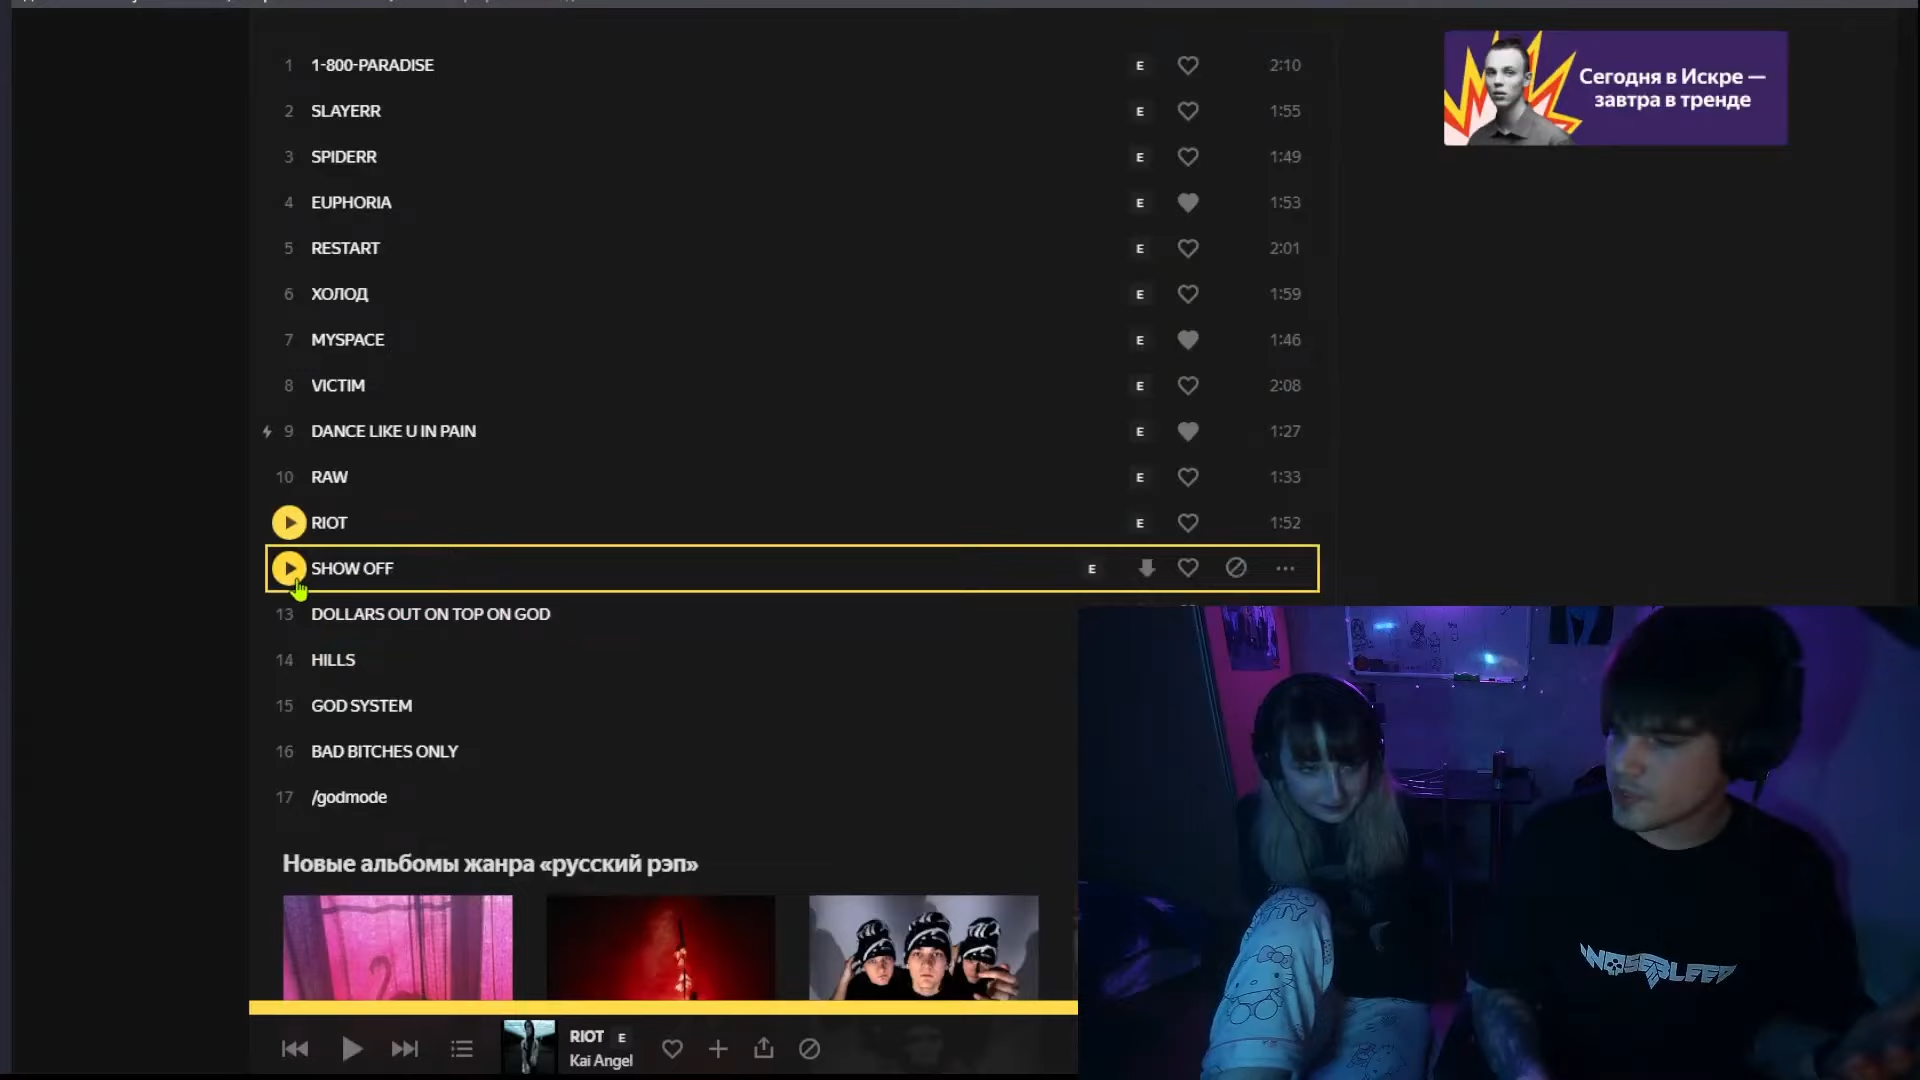 1 1-800-PARADISE E 2:10
2 SLAYERR E 1:55
3 SPIDERR E 1:49
4 EUPHORIA E 1:53
5 RESTART E 2:01
6 ХОЛОД E 1:59
7 MYSPACE E 1:46
8 VICTIM E 2:08
9 DANCE LIKE U IN PAIN E 1:27
10 RAW E 1:33
RIOT E 1:52
SHOW OFF E
13 DOLLARS OUT ON TOP ON GOD
14 HILLS
15 GOD SYSTEM
16 BAD BITCHES ONLY
17 /godmode
Сегодня в Искре —
завтра в тренде
Новые альбомы жанра «русский рэп»
RIOT E
Kai Angel
NOSEBLEED